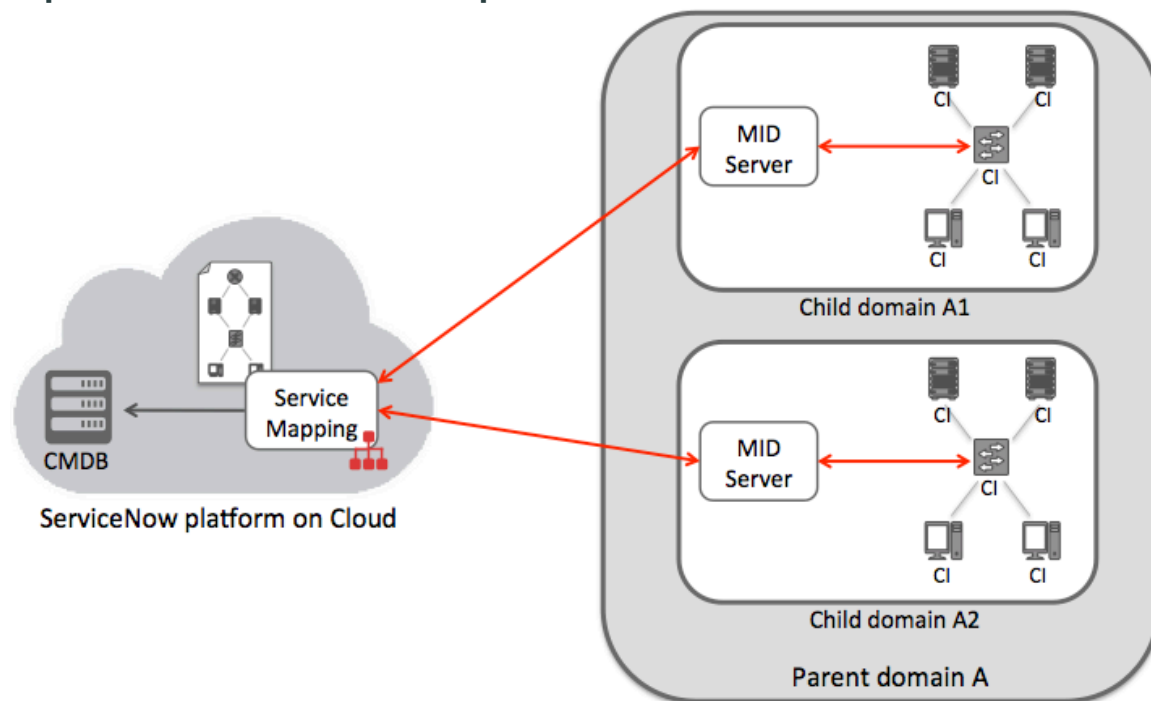 CI
CI
MID
Server
CI
CI
CI
Child domain A1
Service
Mapping
CMDB
ServiceNow platform on Cloud
CI
CI
MID
Server
CI
CI
CI
Child domain A2
Parent domain A